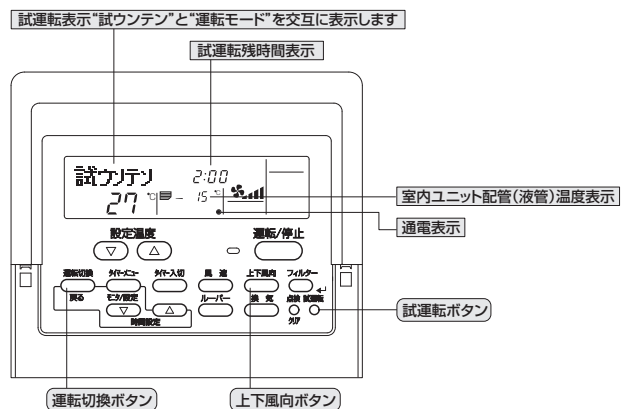 試運転表示“試ウンテン”と“運転モード”を交互に表示します
試運転残時間表示
試ウンテン 2:00
27 ℃ － 15 ℃
室内ユニット配管(液管)温度表示
通電表示
設定温度 運転/停止
▽ △
運転切換 タイマーメニュー タイマー入切 風速 上下風向 フィルター
戻る モニタ/設定 ルーバー 換気 点検 試運転
▽ △
時間設定 クリア
試運転ボタン
運転切換ボタン 上下風向ボタン